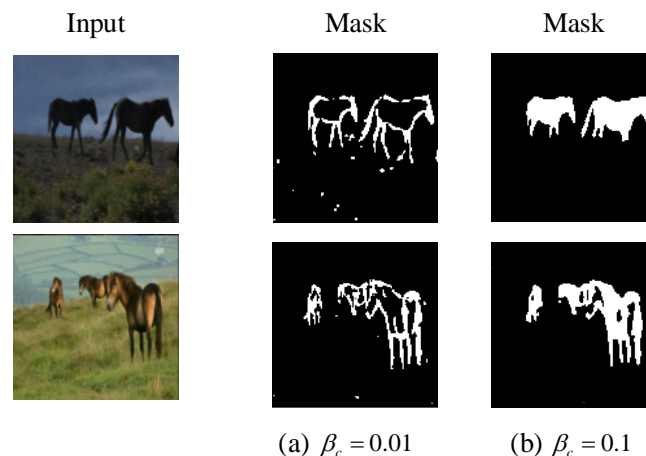 Input Mask Mask
(a) β_c = 0.01 (b) β_c = 0.1